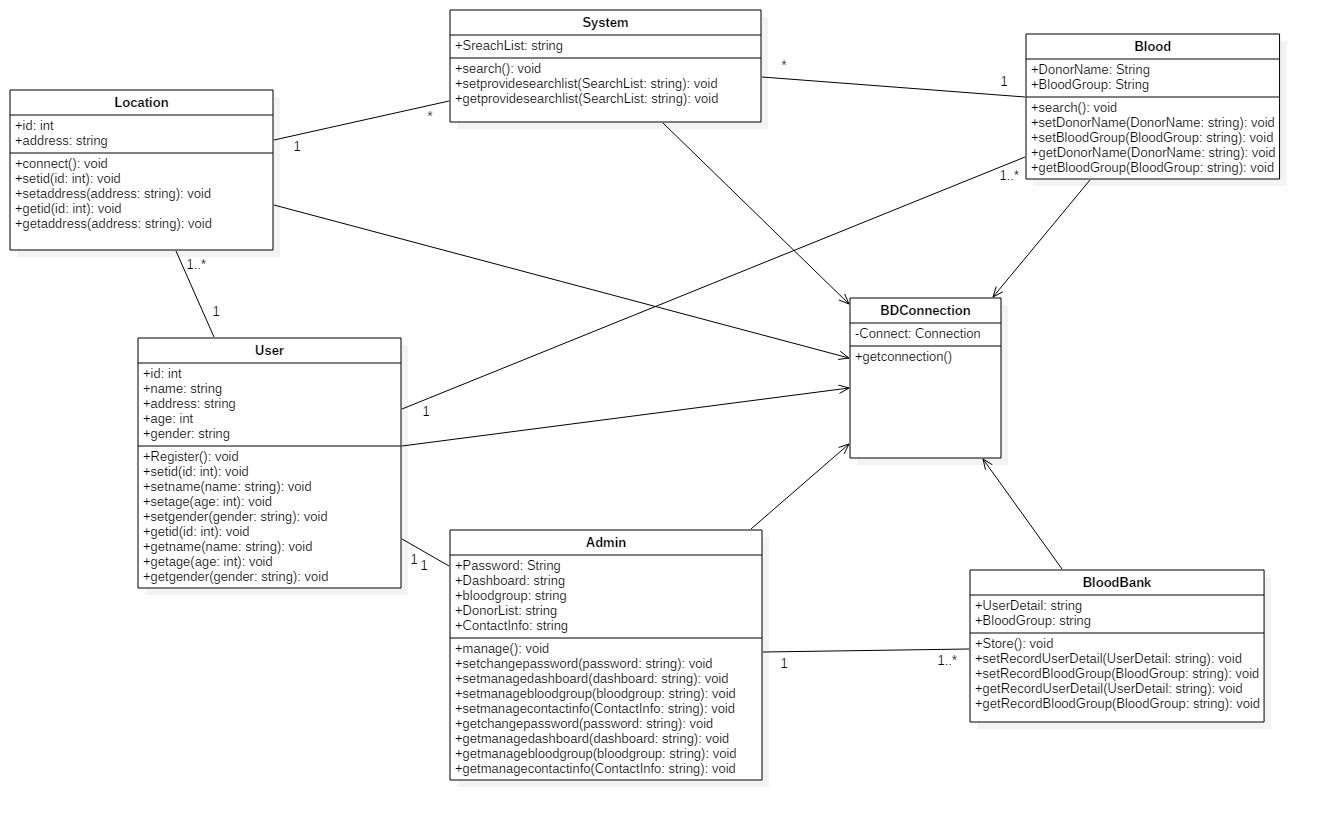 System
+SreachList: string
+search(): void
+setprovidesearchlist(SearchList: string): void
+getprovidesearchlist(SearchList: string): void
Blood
+DonorName: String
+BloodGroup: String
+search(): void
+setDonorName(DonorName: string): void
+setBloodGroup(BloodGroup: string): void
+getDonorName(DonorName: string): void
+getBloodGroup(BloodGroup: string): void
*
1
Location
+id: int
+address: string
+connect(): void
+setid(id: int): void
+setaddress(address: string): void
+getid(id: int): void
+getaddress(address: string): void
1
*
1..*
1..*
1
BDConnection
-Connect: Connection
+getconnection()
User
+id: int
+name: string
+address: string
+age: int
+gender: string
+Register(): void
+setid(id: int): void
+setname(name: string): void
+setage(age: int): void
+setgender(gender: string): void
+getid(id: int): void
+getname(name: string): void
+getage(age: int): void
+getgender(gender: string): void
1
1
1
Admin
+Password: String
+Dashboard: string
+bloodgroup: string
+DonorList: string
+ContactInfo: string
+manage(): void
+setchangepassword(password: string): void
+setmanagedashboard(dashboard: string): void
+setmanagebloodgroup(bloodgroup: string): void
+setmanagecontactinfo(ContactInfo: string): void
+getchangepassword(password: string): void
+getmanagedashboard(dashboard: string): void
+getmanagebloodgroup(bloodgroup: string): void
+getmanagecontactinfo(ContactInfo: string): void
1
1..*
BloodBank
+UserDetail: string
+BloodGroup: string
+Store(): void
+setRecordUserDetail(UserDetail: string): void
+setRecordBloodGroup(BloodGroup: string): void
+getRecordUserDetail(UserDetail: string): void
+getRecordBloodGroup(BloodGroup: string): void